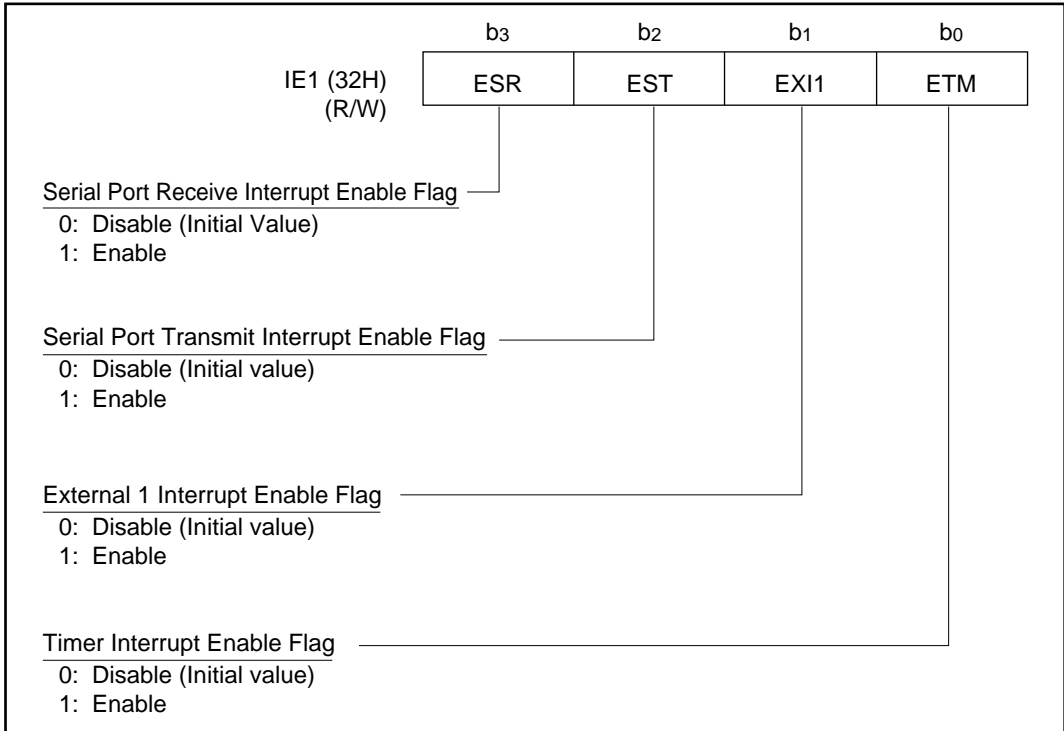 b3 b2 b1 b0
IE1 (32H) ESR EST EXI1 ETM
(R/W)
Serial Port Receive Interrupt Enable Flag
0: Disable (Initial Value)
1: Enable
Serial Port Transmit Interrupt Enable Flag
0: Disable (Initial value)
1: Enable
External 1 Interrupt Enable Flag
0: Disable (Initial value)
1: Enable
Timer Interrupt Enable Flag
0: Disable (Initial value)
1: Enable